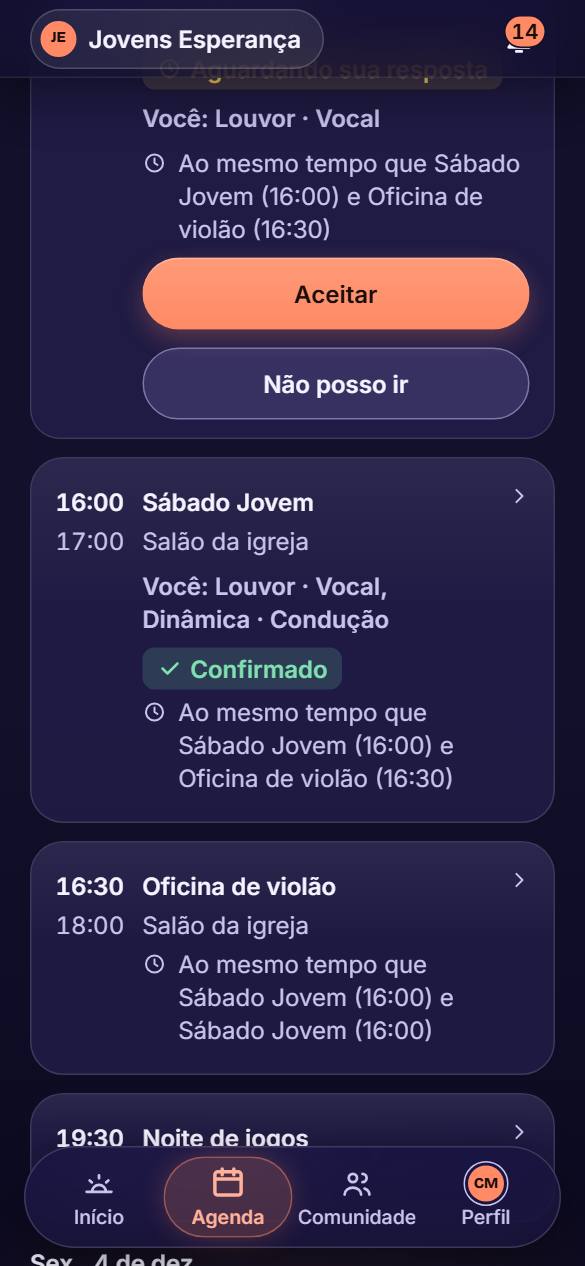 JE Jovens Esperança 14
Aguardando sua resposta
Você: Louvor · Vocal
Ao mesmo tempo que Sábado
Jovem (16:00) e Oficina de
violão (16:30)
Aceitar
Não posso ir
16:00 Sábado Jovem
17:00 Salão da igreja
Você: Louvor · Vocal,
Dinâmica · Condução
Confirmado
Ao mesmo tempo que
Sábado Jovem (16:00) e
Oficina de violão (16:30)
16:30 Oficina de violão
18:00 Salão da igreja
Ao mesmo tempo que
Sábado Jovem (16:00) e
Sábado Jovem (16:00)
19:30 Noite de jogos
CM
Início Agenda Comunidade Perfil
Sex., 4 de dez.